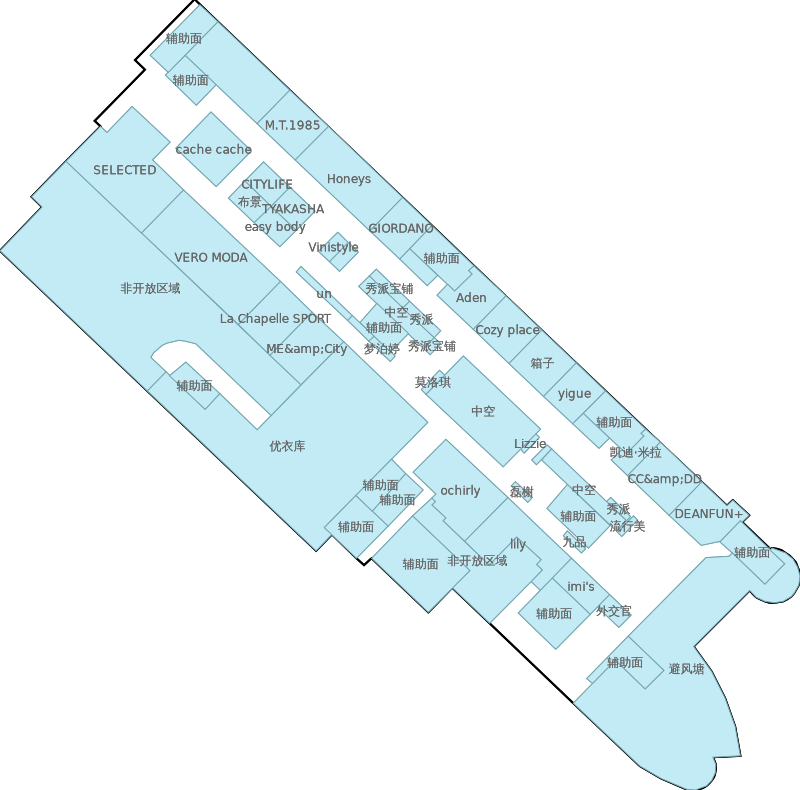 辅助面
辅助面
M.T.1985
cache cache
SELECTED
Honeys
CITYLIFE
布景
TYAKASHA
easy body
GIORDANO
Vinistyle
VERO MODA
辅助面
非开放区域
秀派宝铺
un
Aden
中空
La Chapelle SPORT
秀派
辅助面
Cozy place
ME&amp;City
梦泊婷
秀派宝铺
箱子
莫洛琪
辅助面
yigue
中空
辅助面
Lizzie
优衣库
凯迪·米拉
CC&amp;DD
辅助面
ochirly
磊榭
中空
辅助面
秀派
DEANFUN+
辅助面
辅助面
流行美
九品
lily
辅助面
非开放区域
辅助面
imi's
辅助面
外交官
辅助面
避风塘